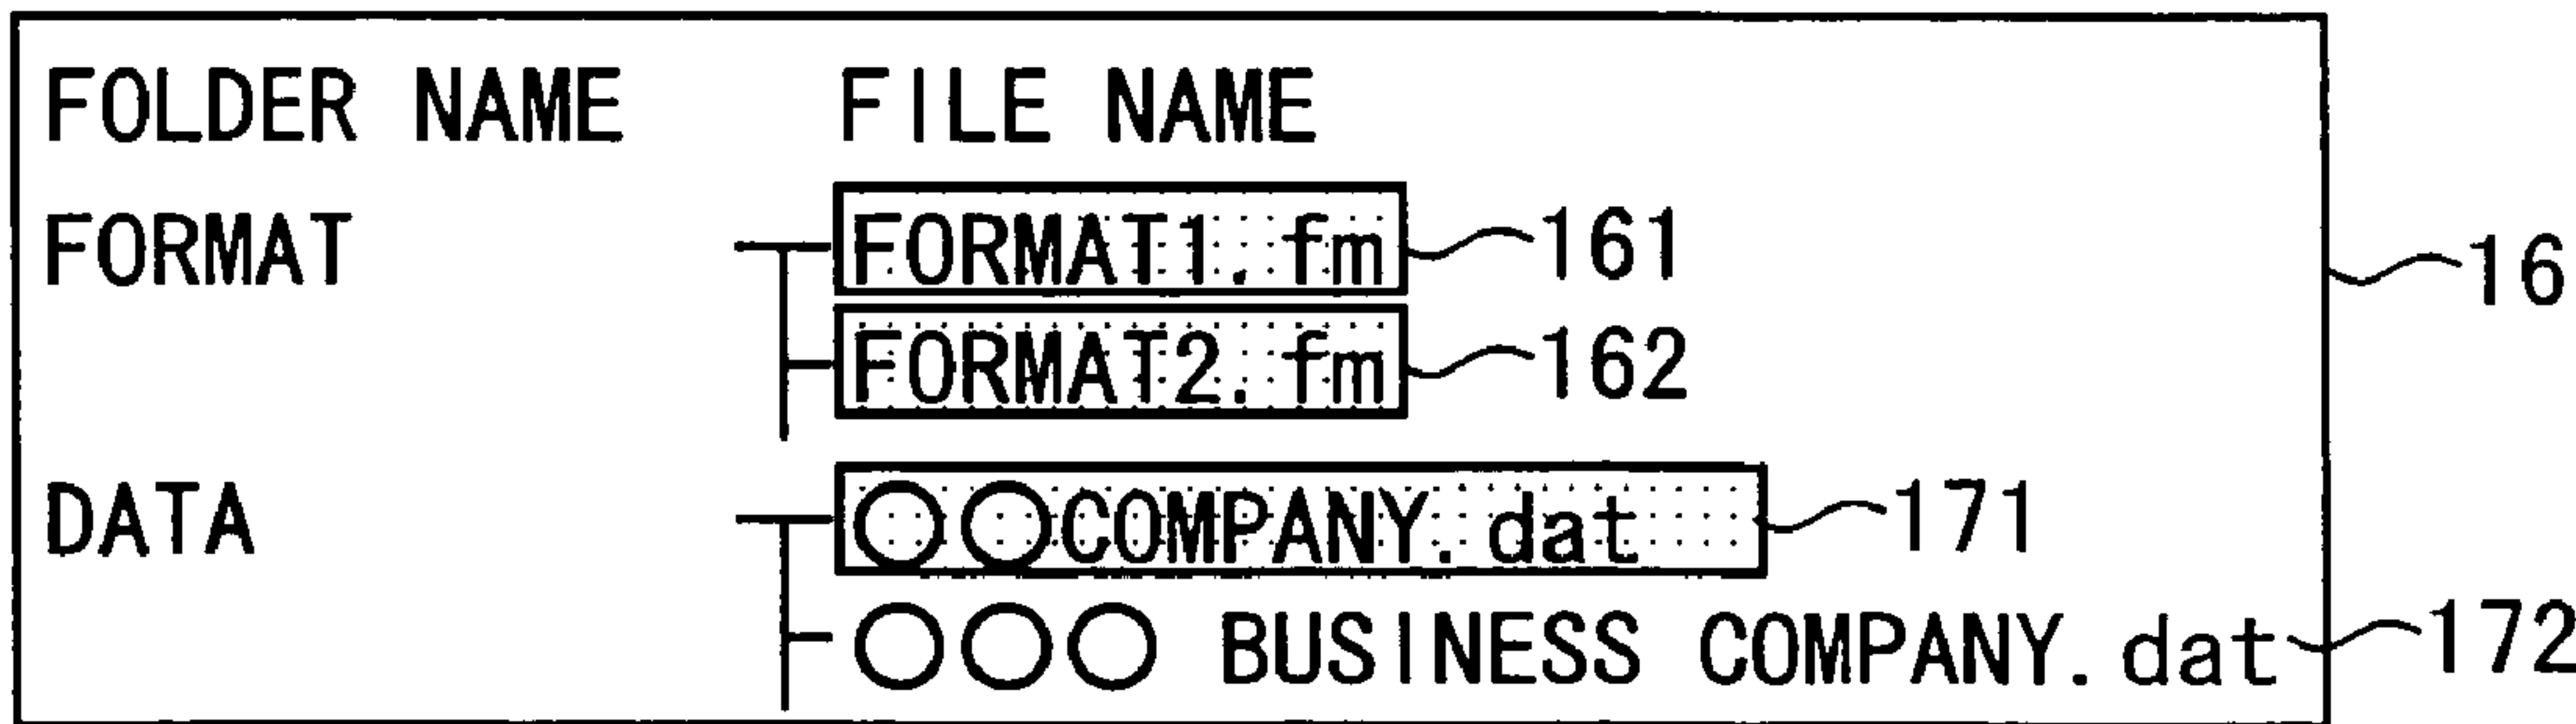 FOLDER NAME FILE NAME
FORMAT FORMAT1.fm 161
16
FORMAT2.fm 162
DATA ○○COMPANY.dat 171
○○○ BUSINESS COMPANY.dat 172